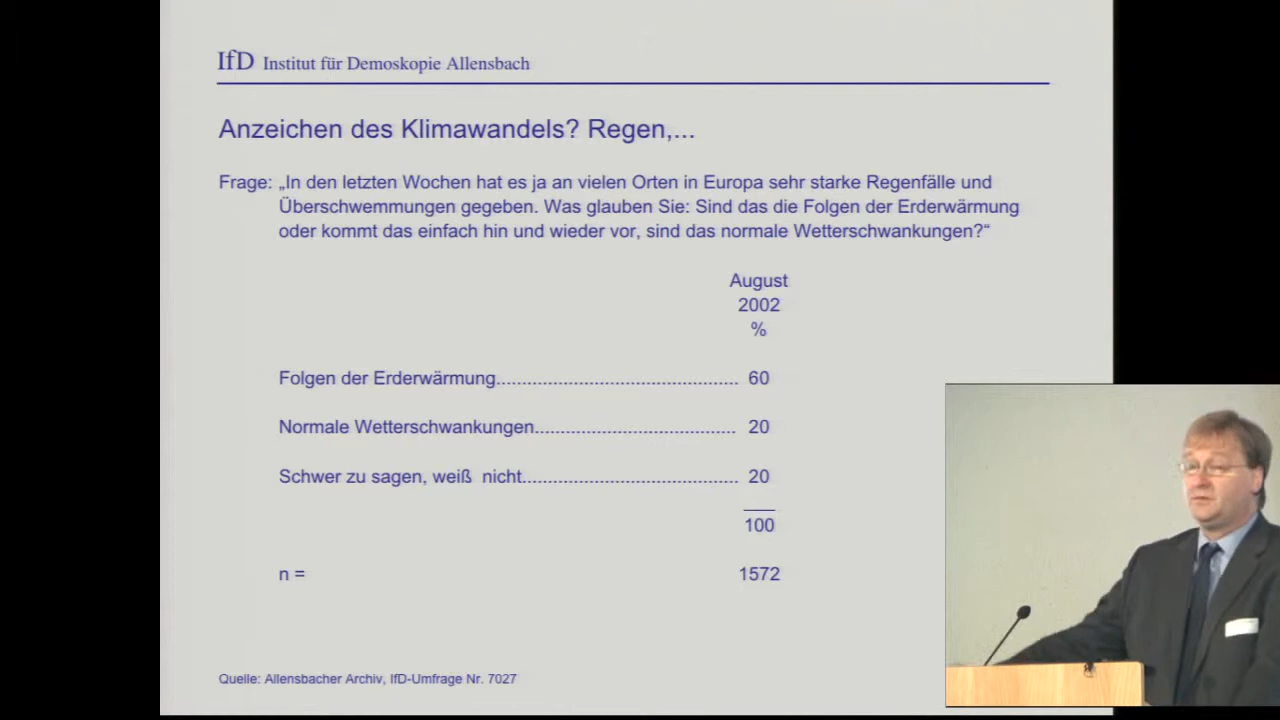 IfD Institut für Demoskopie Allensbach
Anzeichen des Klimawandels? Regen,...
Frage: „In den letzten Wochen hat es ja an vielen Orten in Europa sehr starke Regenfälle und
Überschwemmungen gegeben. Was glauben Sie: Sind das die Folgen der Erderwärmung
oder kommt das einfach hin und wieder vor, sind das normale Wetterschwankungen?“
August
2002
%
Folgen der Erderwärmung............................................... 60
Normale Wetterschwankungen....................................... 20
Schwer zu sagen, weiß  nicht.......................................... 20
100
n = 1572
Quelle: Allensbacher Archiv, IfD-Umfrage Nr. 7027